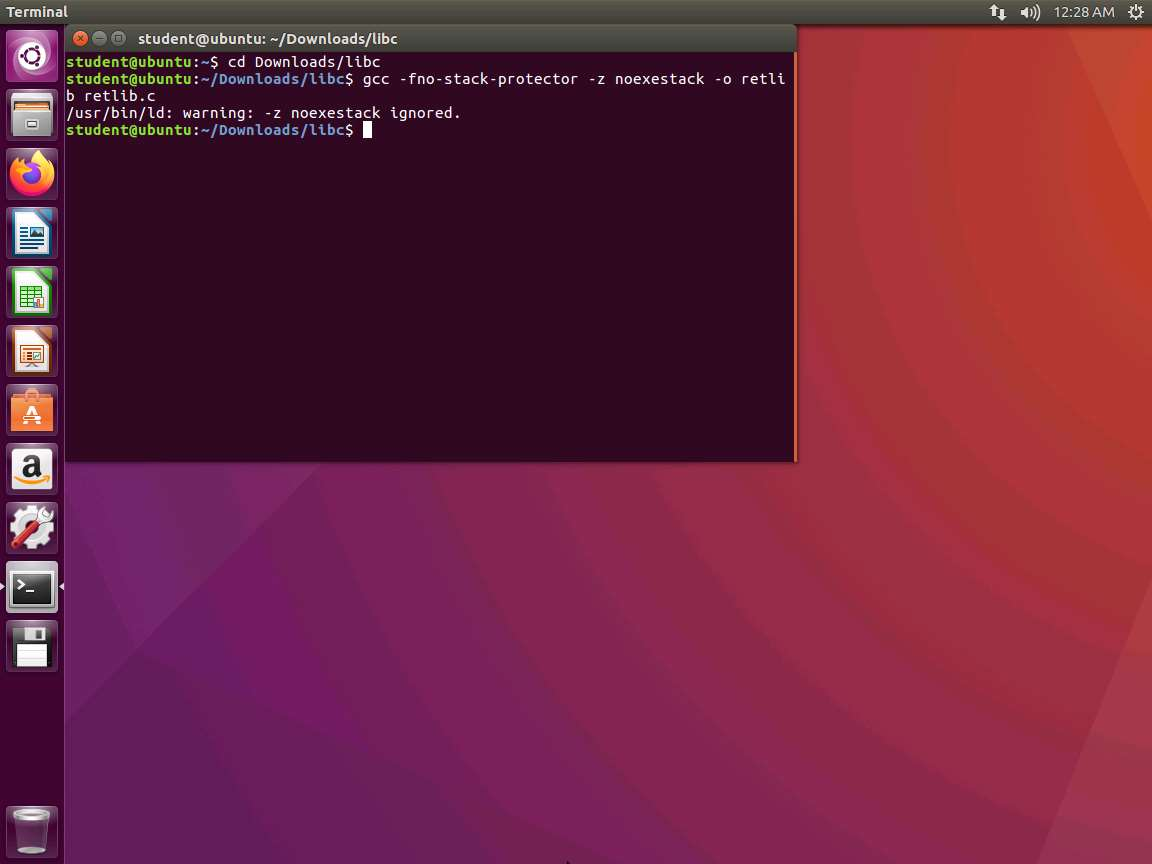 Terminal
12:28 AM
student@ubuntu: ~/Downloads/libc
student@ubuntu:~$ cd Downloads/libc
student@ubuntu:~/Downloads/libc$ gcc -fno-stack-protector -z noexestack -o retli
b retlib.c
/usr/bin/ld: warning: -z noexestack ignored.
student@ubuntu:~/Downloads/libc$
A
a
>_